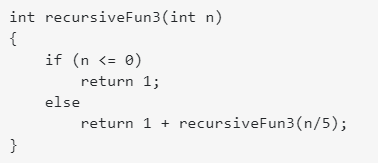 int recursiveFun3(int n)
{
    if (n <= 0)
        return 1;
    else
        return 1 + recursiveFun3(n/5);
}